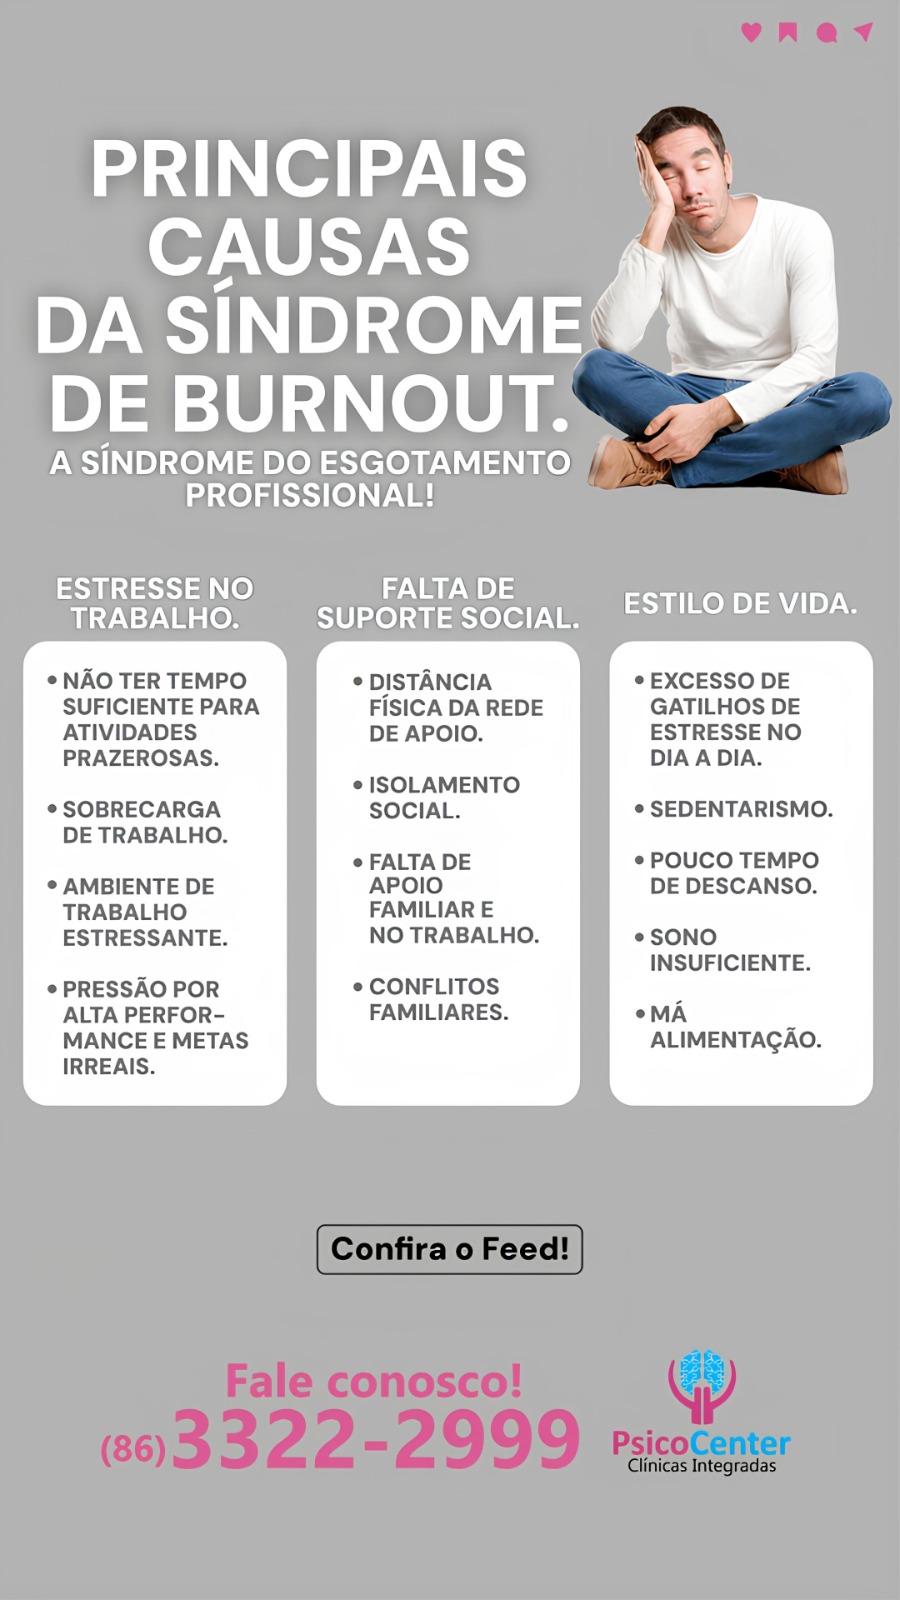 PRINCIPAIS
CAUSAS
DA SÍNDROME
DE BURNOUT.
A SÍNDROME DO ESGOTAMENTO
PROFISSIONAL!
ESTRESSE NO
TRABALHO.
• NÃO TER TEMPO
SUFICIENTE PARA
ATIVIDADES
PRAZEROSAS.
• SOBRECARGA
DE TRABALHO.
• AMBIENTE DE
TRABALHO
ESTRESSANTE.
• PRESSÃO POR
ALTA PERFOR-
MANCE E METAS
IRREAIS.
FALTA DE
SUPORTE SOCIAL.
• DISTÂNCIA
FÍSICA DA REDE
DE APOIO.
• ISOLAMENTO
SOCIAL.
• FALTA DE
APOIO
FAMILIAR E
NO TRABALHO.
• CONFLITOS
FAMILIARES.
ESTILO DE VIDA.
• EXCESSO DE
GATILHOS DE
ESTRESSE NO
DIA A DIA.
• SEDENTARISMO.
• POUCO TEMPO
DE DESCANSO.
• SONO
INSUFICIENTE.
• MÁ
ALIMENTAÇÃO.
Confira o Feed!
Fale conosco!
(86) 3322-2999
PsicoCenter
Clínicas Integradas